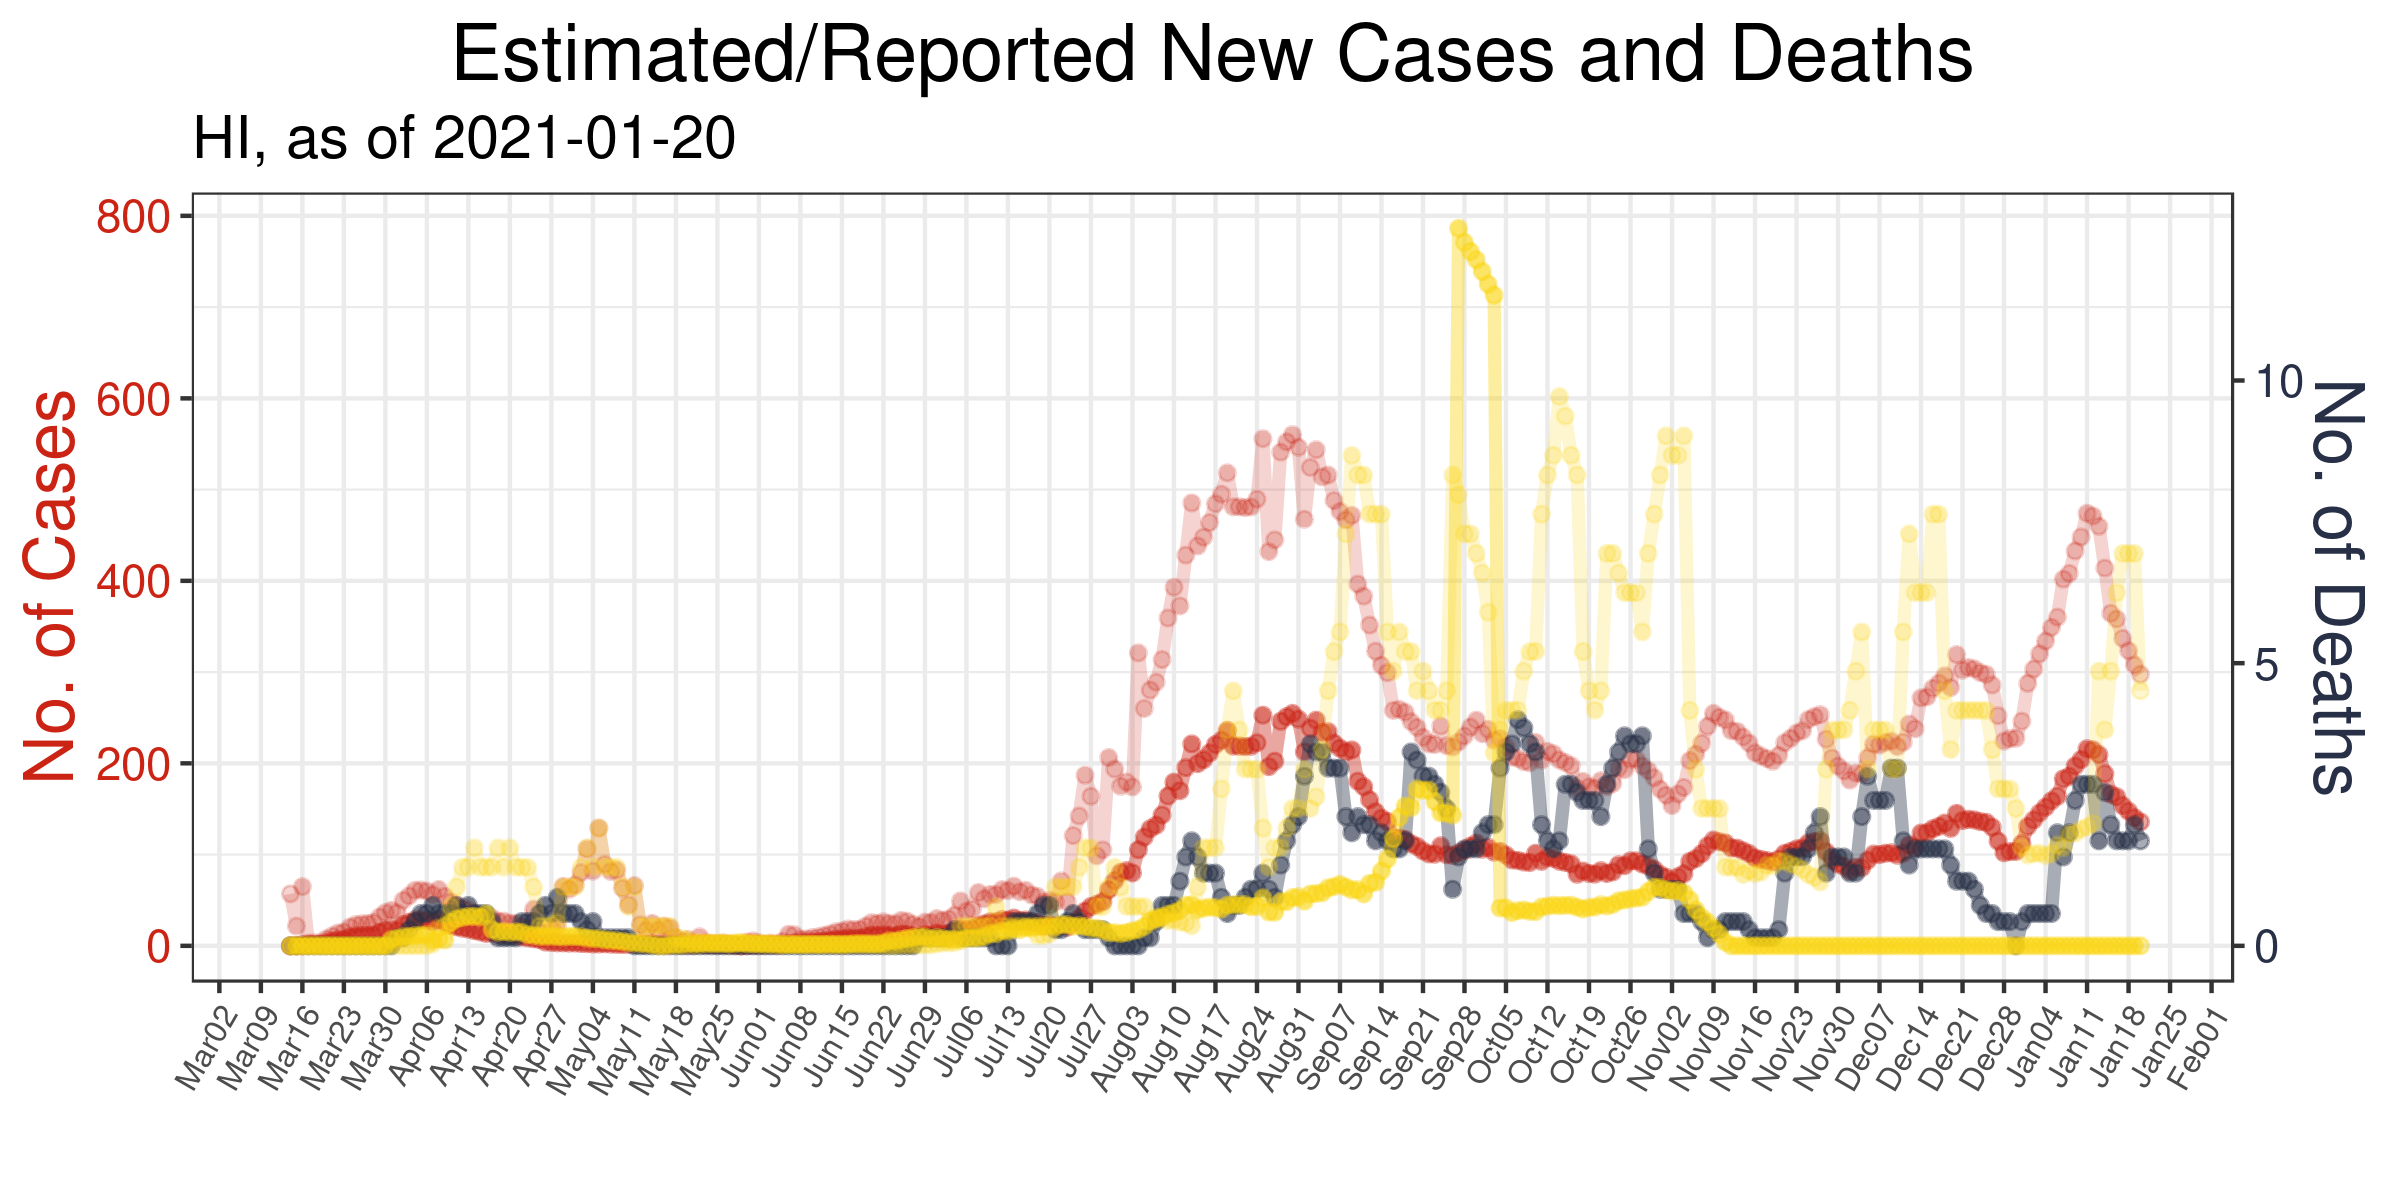 Estimated/Reported New Cases and Deaths
HI, as of 2021-01-20
No. of Cases
800
600
400
200
0
10
5
0
No. of Deaths
Mar02 Mar09 Mar16 Mar23 Mar30 Apr06 Apr13 Apr20 Apr27 May04 May11 May18 May25 Jun01 Jun08 Jun15 Jun22 Jun29 Jul06 Jul13 Jul20 Jul27 Aug03 Aug10 Aug17 Aug24 Aug31 Sep07 Sep14 Sep21 Sep28 Oct05 Oct12 Oct19 Oct26 Nov02 Nov09 Nov16 Nov23 Nov30 Dec07 Dec14 Dec21 Dec28 Jan04 Jan11 Jan18 Jan25 Feb01